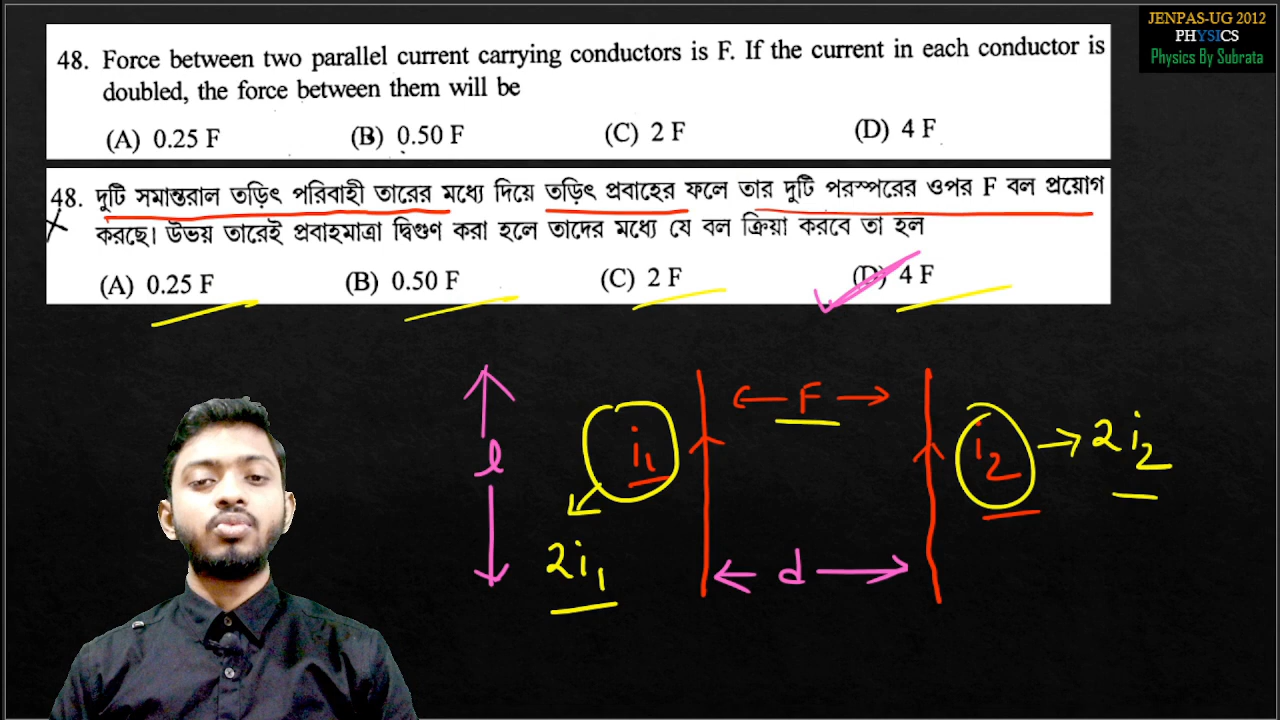 JENPAS-UG 2012
PHYSICS
Physics By Subrata
48. Force between two parallel current carrying conductors is F. If the current in each conductor is
doubled, the force between them will be
(A) 0.25 F (B) 0.50 F (C) 2 F (D) 4 F
48. দুটি সমান্তরাল তড়িৎ পরিবাহী তারের মধ্যে দিয়ে তড়িৎ প্রবাহের ফলে তার দুটি পরস্পরের ওপর F বল প্রয়োগ
করছে। উভয় তারেই প্রবাহমাত্রা দ্বিগুণ করা হলে তাদের মধ্যে যে বল ক্রিয়া করবে তা হল
(A) 0.25 F (B) 0.50 F (C) 2 F (D) 4 F
F
l i₁ i₂ 2i₂
2i₁ d